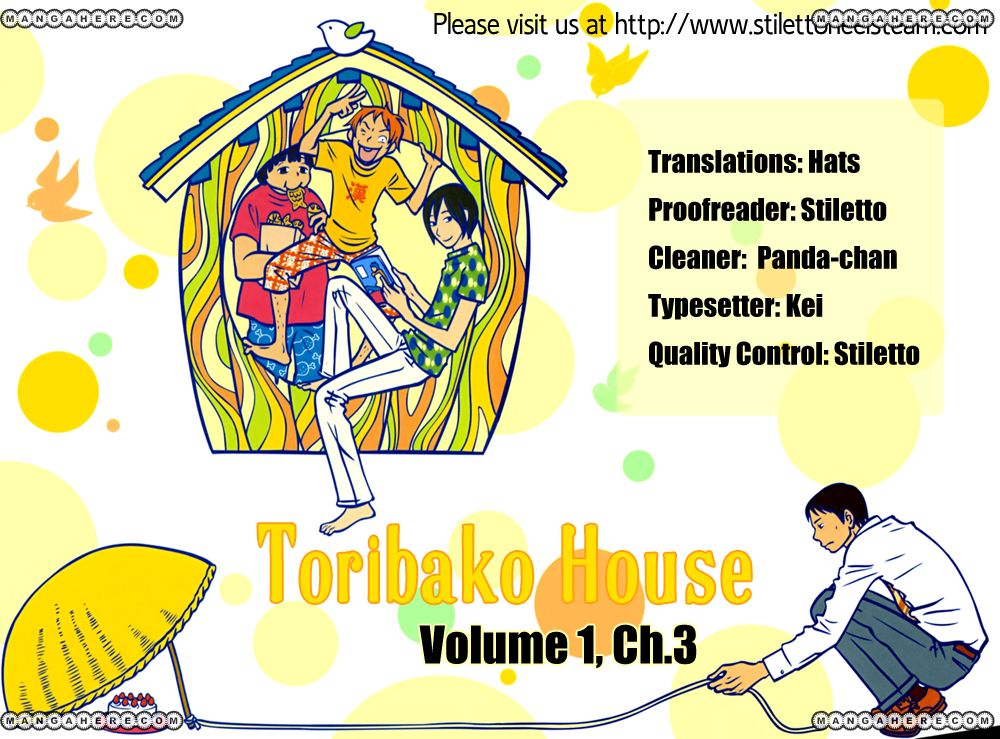 MANGAHERE.COM
Please visit us at http://www.stilettoheelsteam.com
MANGAHERE.COM
漢
Translations: Hats
Proofreader: Stiletto
Cleaner: Panda-chan
Typesetter: Kei
Quality Control: Stiletto
Toribako House
Volume 1, Ch.3
MANGAHERE.COM
MANGAHERE.COM